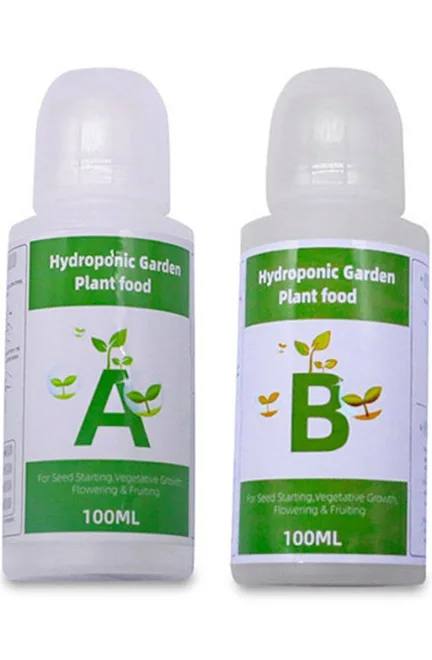 Hydroponic Garden
Plant food
A
For Seed Starting,Vegetative Growth,
Flowering & Fruiting
100ML
Hydroponic Garden
Plant food
B
For Seed Starting,Vegetative Growth,
Flowering & Fruiting
100ML